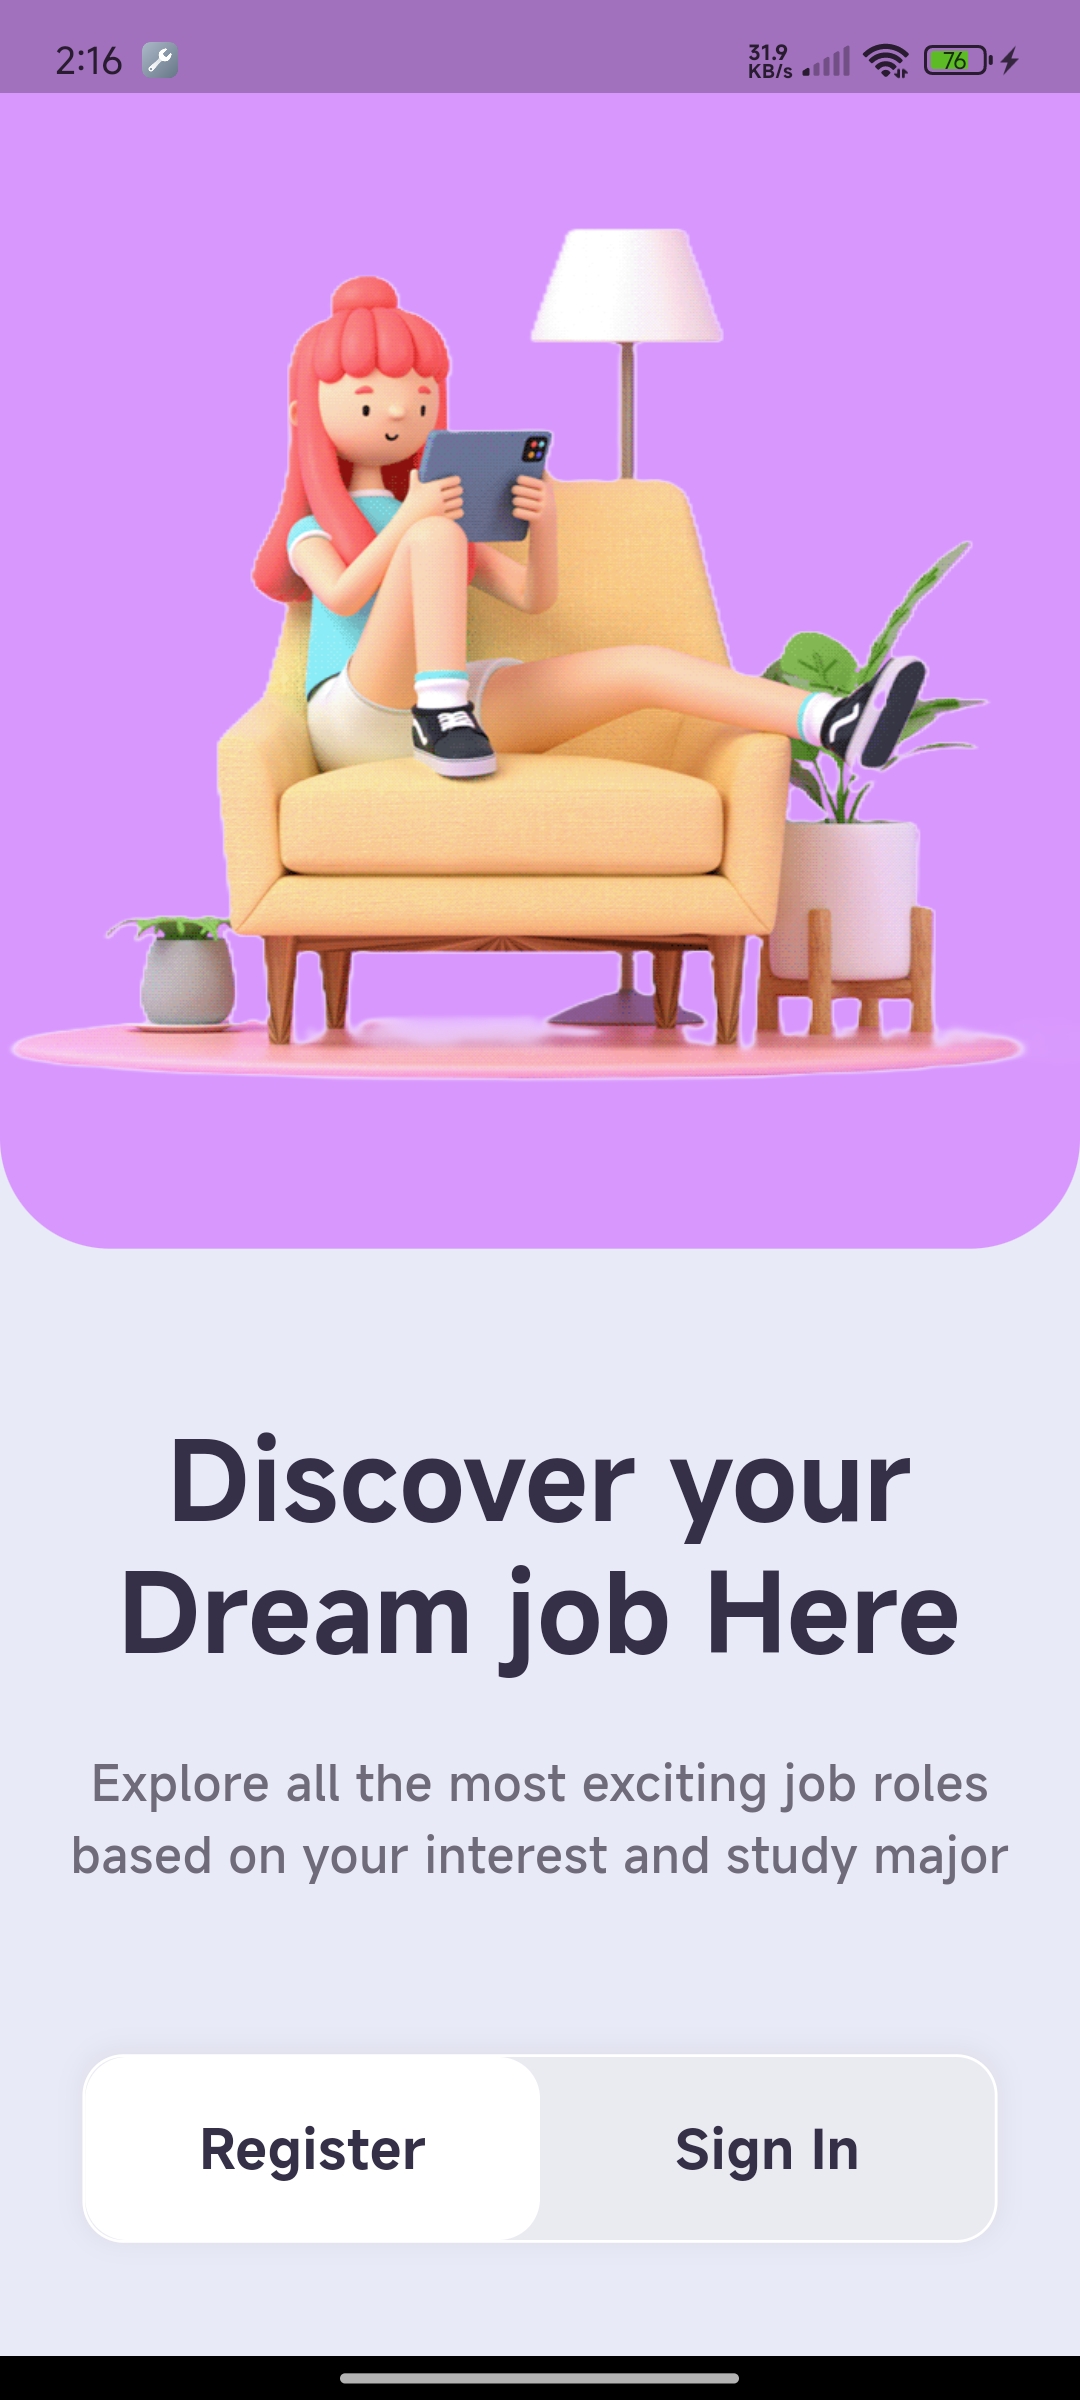 2:16
31.9
KB/s
76
Discover your
Dream job Here
Explore all the most exciting job roles
based on your interest and study major
Register
Sign In